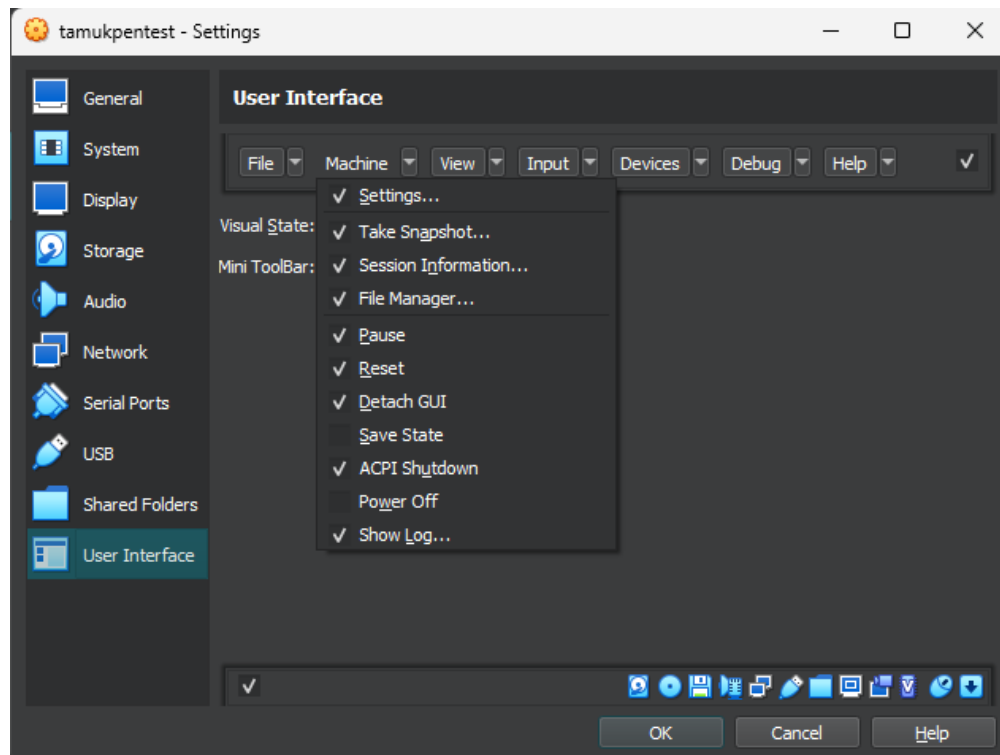 tamukpentest - Settings
General
System
Display
Storage
Audio
Network
Serial Ports
USB
Shared Folders
User Interface
User Interface
File Machine View Input Devices Debug Help
Settings...
Visual State:
Take Snapshot...
Mini ToolBar:
Session Information...
File Manager...
Pause
Reset
Detach GUI
Save State
ACPI Shutdown
Power Off
Show Log...
OK Cancel Help